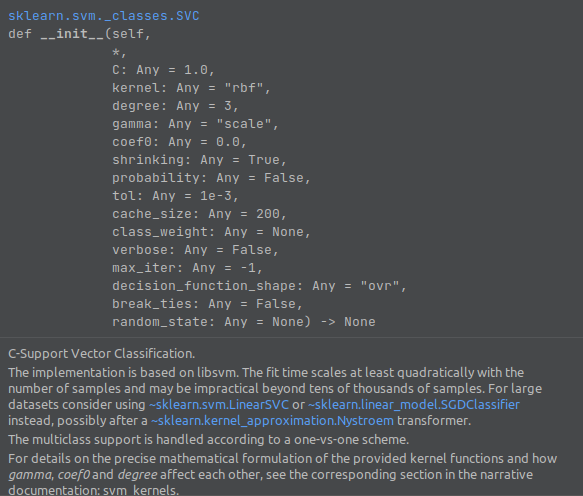 sklearn.svm._classes.SVC
def __init__(self,
*,
C: Any = 1.0,
kernel: Any = "rbf",
degree: Any = 3,
gamma: Any = "scale",
coef0: Any = 0.0,
shrinking: Any = True,
probability: Any = False,
tol: Any = 1e-3,
cache_size: Any = 200,
class_weight: Any = None,
verbose: Any = False,
max_iter: Any = -1,
decision_function_shape: Any = "ovr",
break_ties: Any = False,
random_state: Any = None) -> None
C-Support Vector Classification.
The implementation is based on libsvm. The fit time scales at least quadratically with the
number of samples and may be impractical beyond tens of thousands of samples. For large
datasets consider using ~sklearn.svm.LinearSVC or ~sklearn.linear_model.SGDClassifier
instead, possibly after a ~sklearn.kernel_approximation.Nystroem transformer.
The multiclass support is handled according to a one-vs-one scheme.
For details on the precise mathematical formulation of the provided kernel functions and how
gamma, coef0 and degree affect each other, see the corresponding section in the narrative
documentation: svm_kernels.